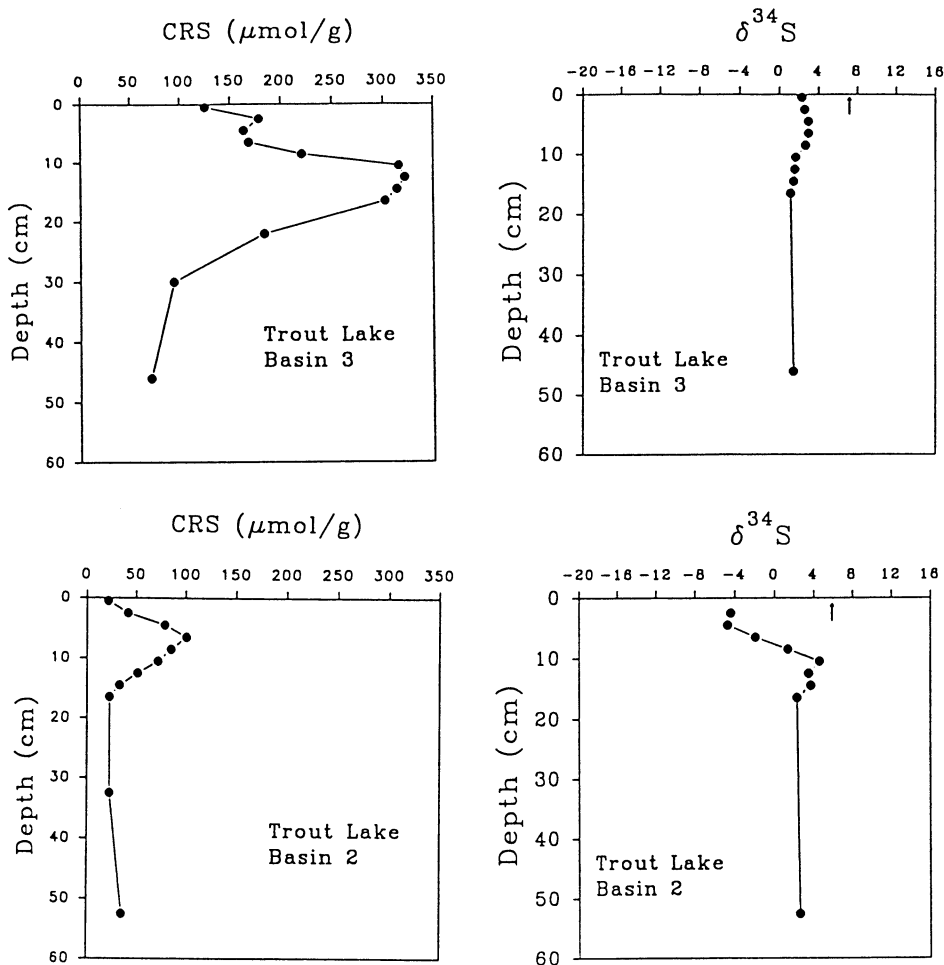 CRS (μmol/g)
0 50 100 150 200 250 300 350
0
10
20
30
40
50
60
Depth (cm)
Trout Lake
Basin 3
δ³⁴S
-20 -16 -12 -8 -4 0 4 8 12 16
0
10
20
30
40
50
60
Depth (cm)
Trout Lake
Basin 3
CRS (μmol/g)
0 50 100 150 200 250 300 350
0
10
20
30
40
50
60
Depth (cm)
Trout Lake
Basin 2
δ³⁴S
-20 -16 -12 -8 -4 0 4 8 12 16
0
10
20
30
40
50
60
Depth (cm)
Trout Lake
Basin 2